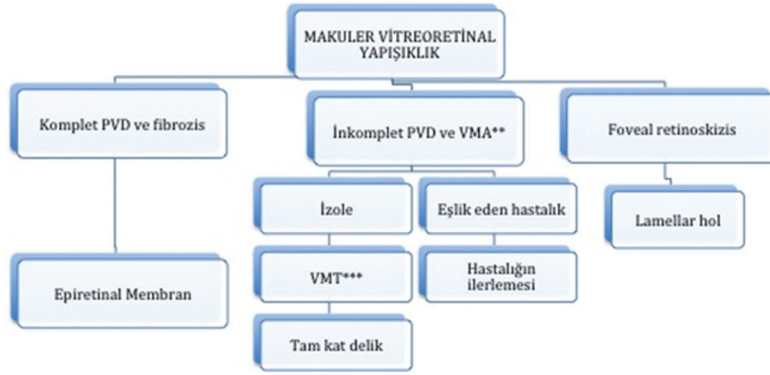 MAKULER VİTREORETİNAL
YAPIŞIKLIK
Komplet PVD ve fibrozis
İnkomplet PVD ve VMA**
Foveal retinoskizis
İzole
Eşlik eden hastalık
Lamellar hol
VMT***
Hastalığın
ilerlemesi
Epiretinal Membran
Tam kat delik